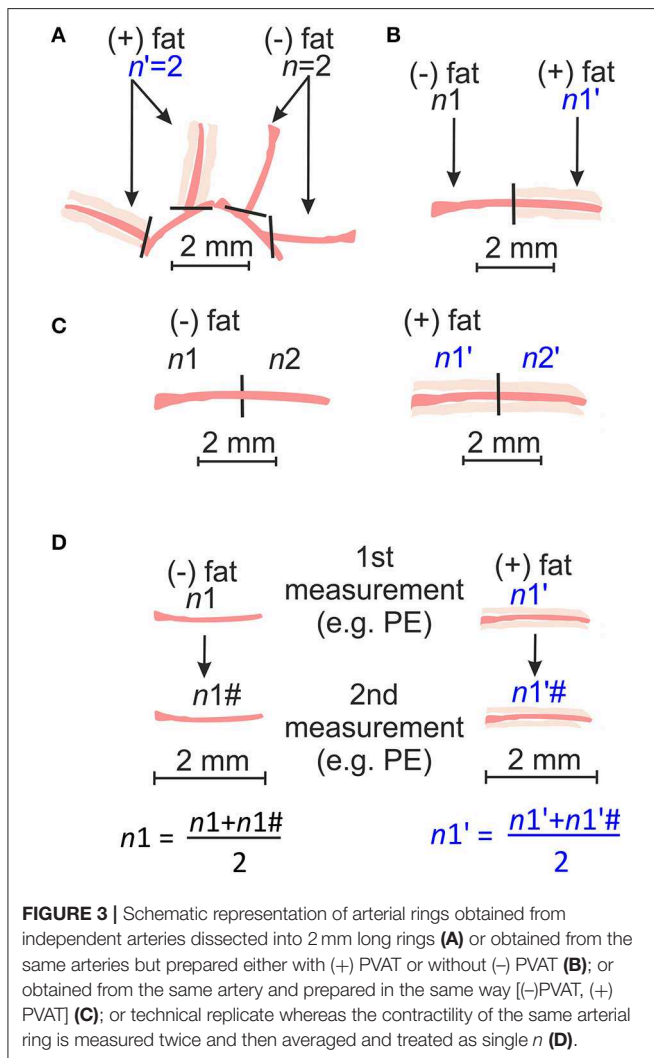 A
(+) fat
n'=2
(-) fat
n=2
2 mm
B
(-) fat
n1
(+) fat
n1'
2 mm
C
(-) fat
n1 n2
2 mm
(+) fat
n1' n2'
2 mm
D
(-) fat
n1
1st
measurement
(e.g. PE)
(+) fat
n1'
n1#
2nd
measurement
(e.g. PE)
n1'#
2 mm
2 mm
n1 = n1+n1#
2
n1' = n1'+n1'#
2
FIGURE 3 | Schematic representation of arterial rings obtained from
independent arteries dissected into 2 mm long rings (A) or obtained from the
same arteries but prepared either with (+) PVAT or without (–) PVAT (B); or
obtained from the same artery and prepared in the same way [(–)PVAT, (+)
PVAT] (C); or technical replicate whereas the contractility of the same arterial
ring is measured twice and then averaged and treated as single n (D).